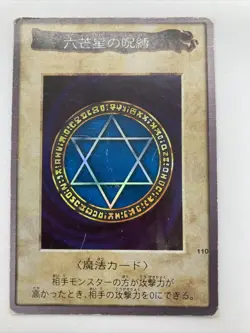 六芒星の呪縛
110
〈魔法カード〉
相手モンスターの方が攻撃力が
高かったとき、相手の攻撃力を0にできる。